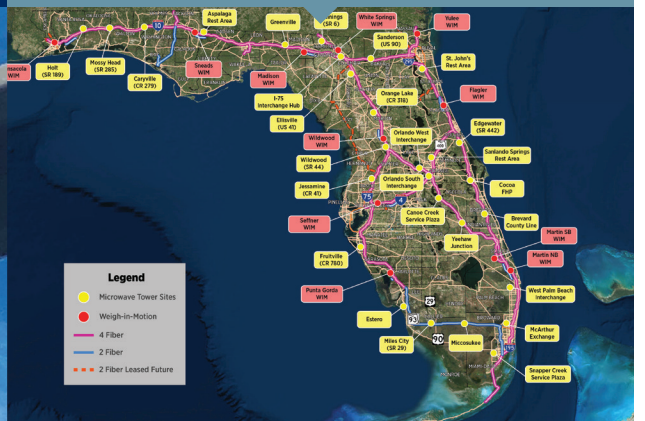 Aspalaga
Rest Area
Greenville
nnings
(SR 6)
White Springs
WIM
Sanderson
(US 90)
Yulee
WIM
10
St. John's
Rest Area
nsacola
WIM
Holt
(SR 189)
Mossy Head
(SR 285)
Caryville
(CR 279)
Sneads
WIM
Madison
WIM
I-75
Interchange Hub
Ellisville
(US 41)
Orange Lake
(CR 318)
Flagler
WIM
Wildwood
WIM
Orlando West
Interchange
Edgewater
(SR 442)
408
Sanlando Springs
Rest Area
Wildwood
(SR 44)
Jessamine
(CR 41)
Orlando South
Interchange
Cocoa
FHP
75
4
Seffner
WIM
Canoe Creek
Service Plaza
Brevard
County Line
Yeehaw
Junction
Martin SB
WIM
Fruitville
(CR 780)
Martin NB
WIM
Punta Gorda
WIM
West Palm Beach
Interchange
29
Estero
93
McArthur
Exchange
Miles City
(SR 29)
90
Miccosukee
Snapper Creek
Service Plaza
Legend
Microwave Tower Sites
Weigh-in-Motion
4 Fiber
2 Fiber
2 Fiber Leased Future